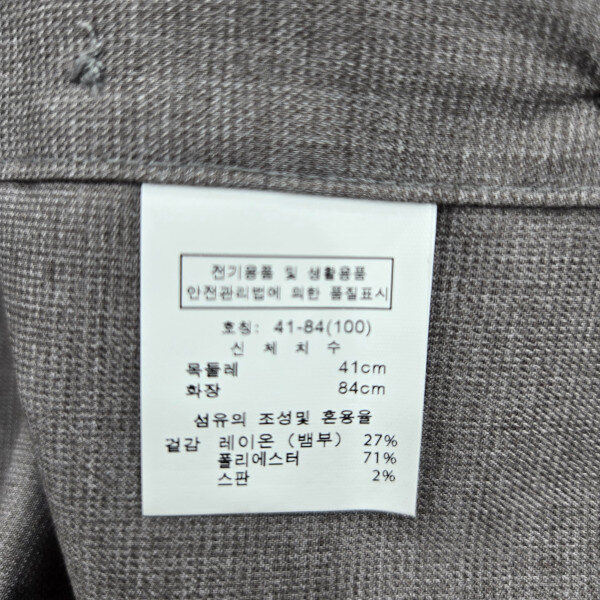 전기용품 및 생활용품
안전관리법에 의한 품질표시
호칭: 41-84(100)
신 체 치 수
목둘레 41cm
화장 84cm
섬유의 조성및 혼용율
겉감 레이온 (뱀부) 27%
폴리에스터 71%
스판 2%